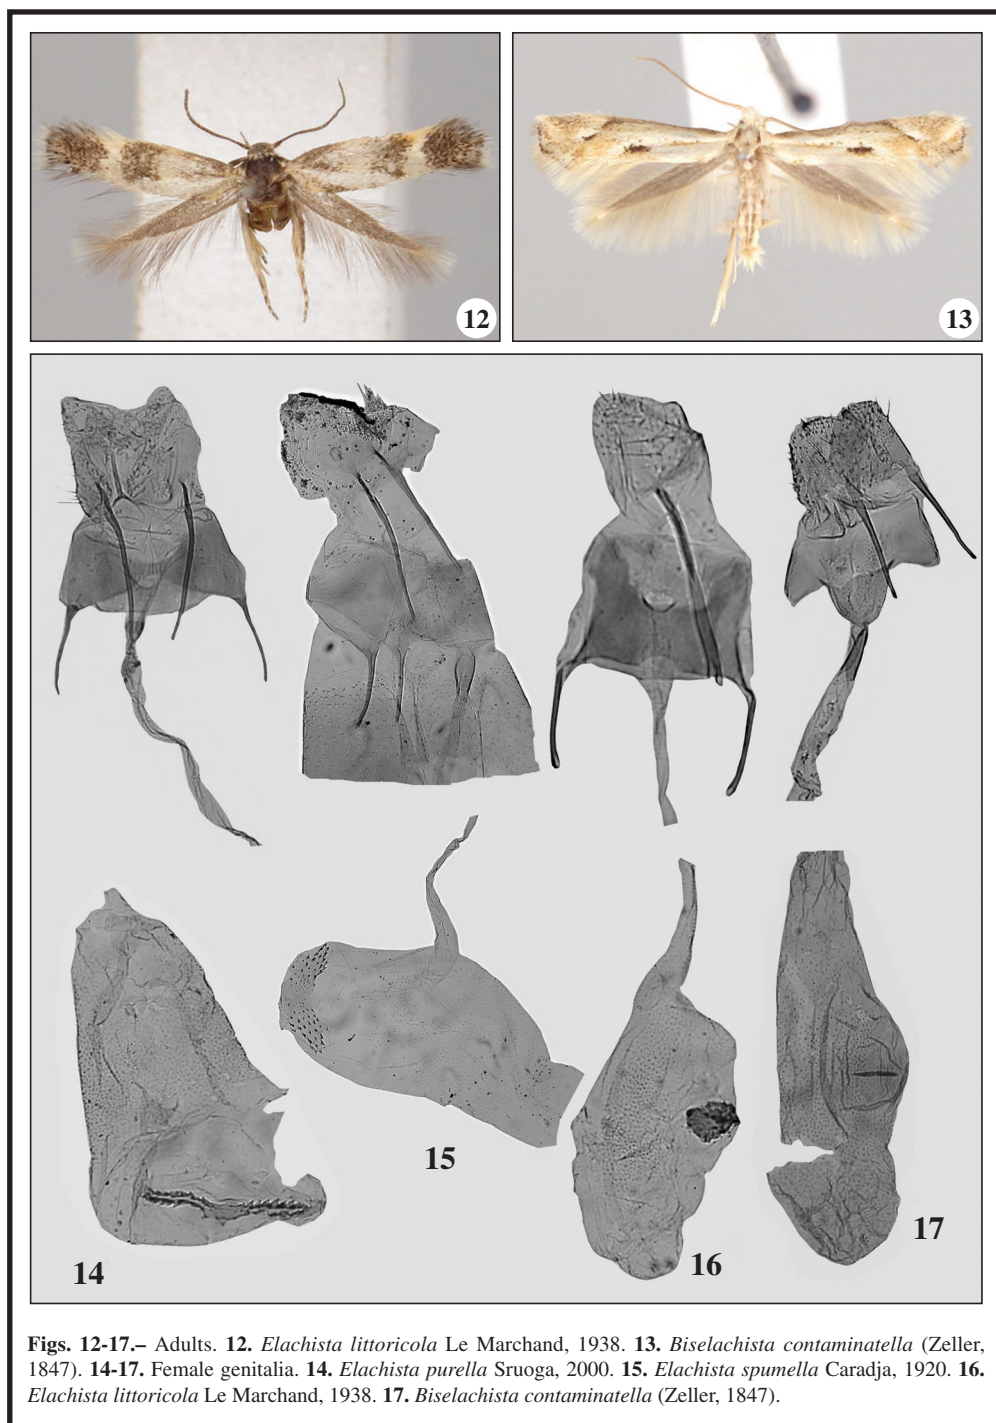 12
13
14
15
16
17
Figs. 12-17.– Adults. 12. Elachista littoricola Le Marchand, 1938. 13. Biselachista contaminatella (Zeller,
1847). 14-17. Female genitalia. 14. Elachista purella Sruoga, 2000. 15. Elachista spumella Caradja, 1920. 16.
Elachista littoricola Le Marchand, 1938. 17. Biselachista contaminatella (Zeller, 1847).